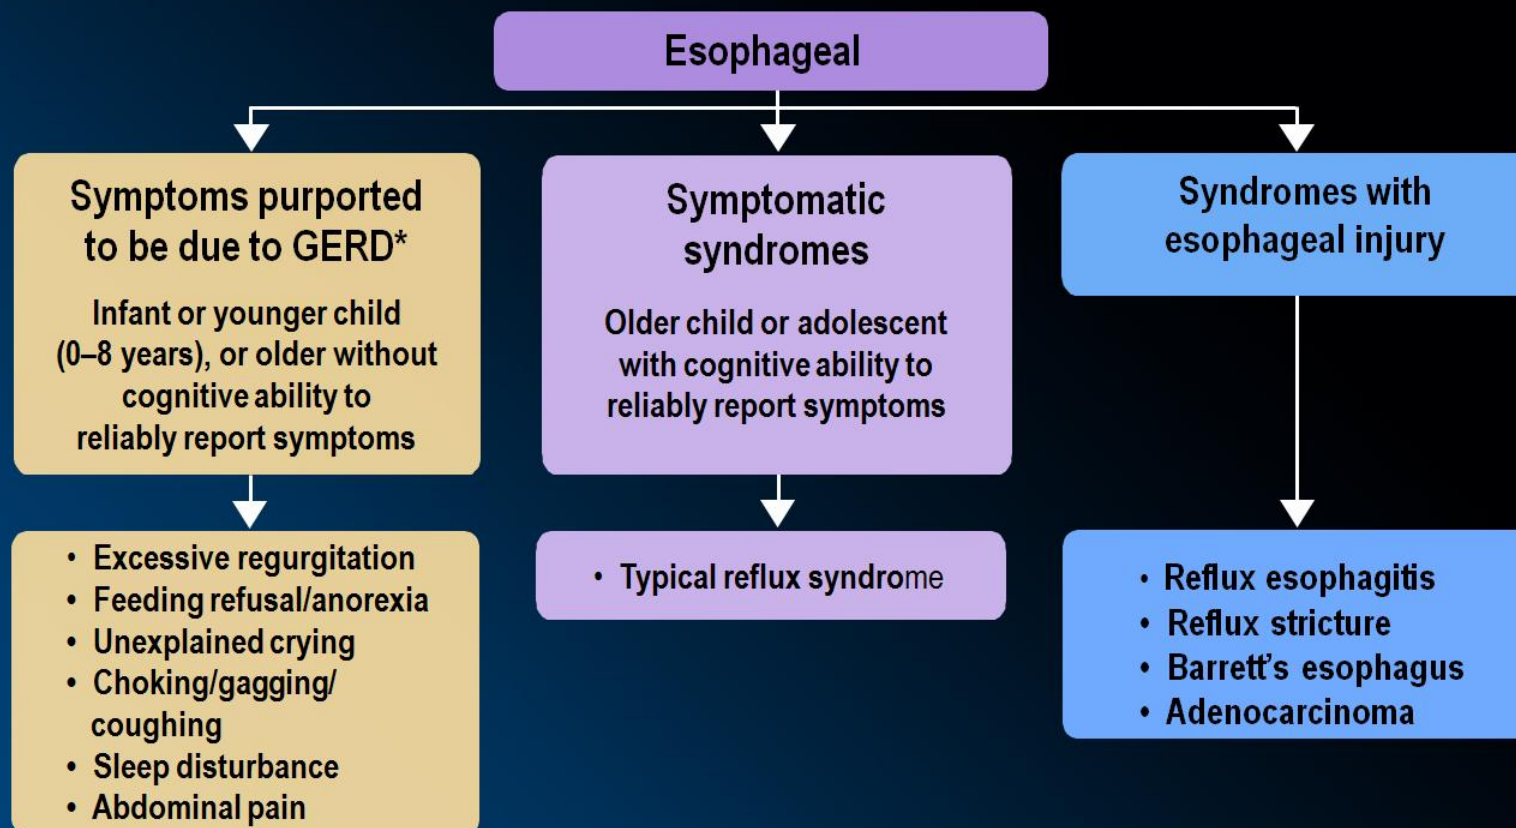 Esophageal
Symptoms purported
to be due to GERD*
Infant or younger child
(0–8 years), or older without
cognitive ability to
reliably report symptoms
• Excessive regurgitation
• Feeding refusal/anorexia
• Unexplained crying
• Choking/gagging/
coughing
• Sleep disturbance
• Abdominal pain
Symptomatic
syndromes
Older child or adolescent
with cognitive ability to
reliably report symptoms
• Typical reflux syndrome
Syndromes with
esophageal injury
• Reflux esophagitis
• Reflux stricture
• Barrett's esophagus
• Adenocarcinoma